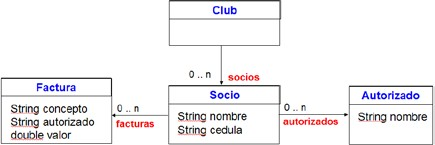 Club
0 .. n
socios
Factura
String concepto
String autorizado
double valor
0 .. n
facturas
Socio
String nombre
String cedula
0 .. n
autorizados
Autorizado
String nombre